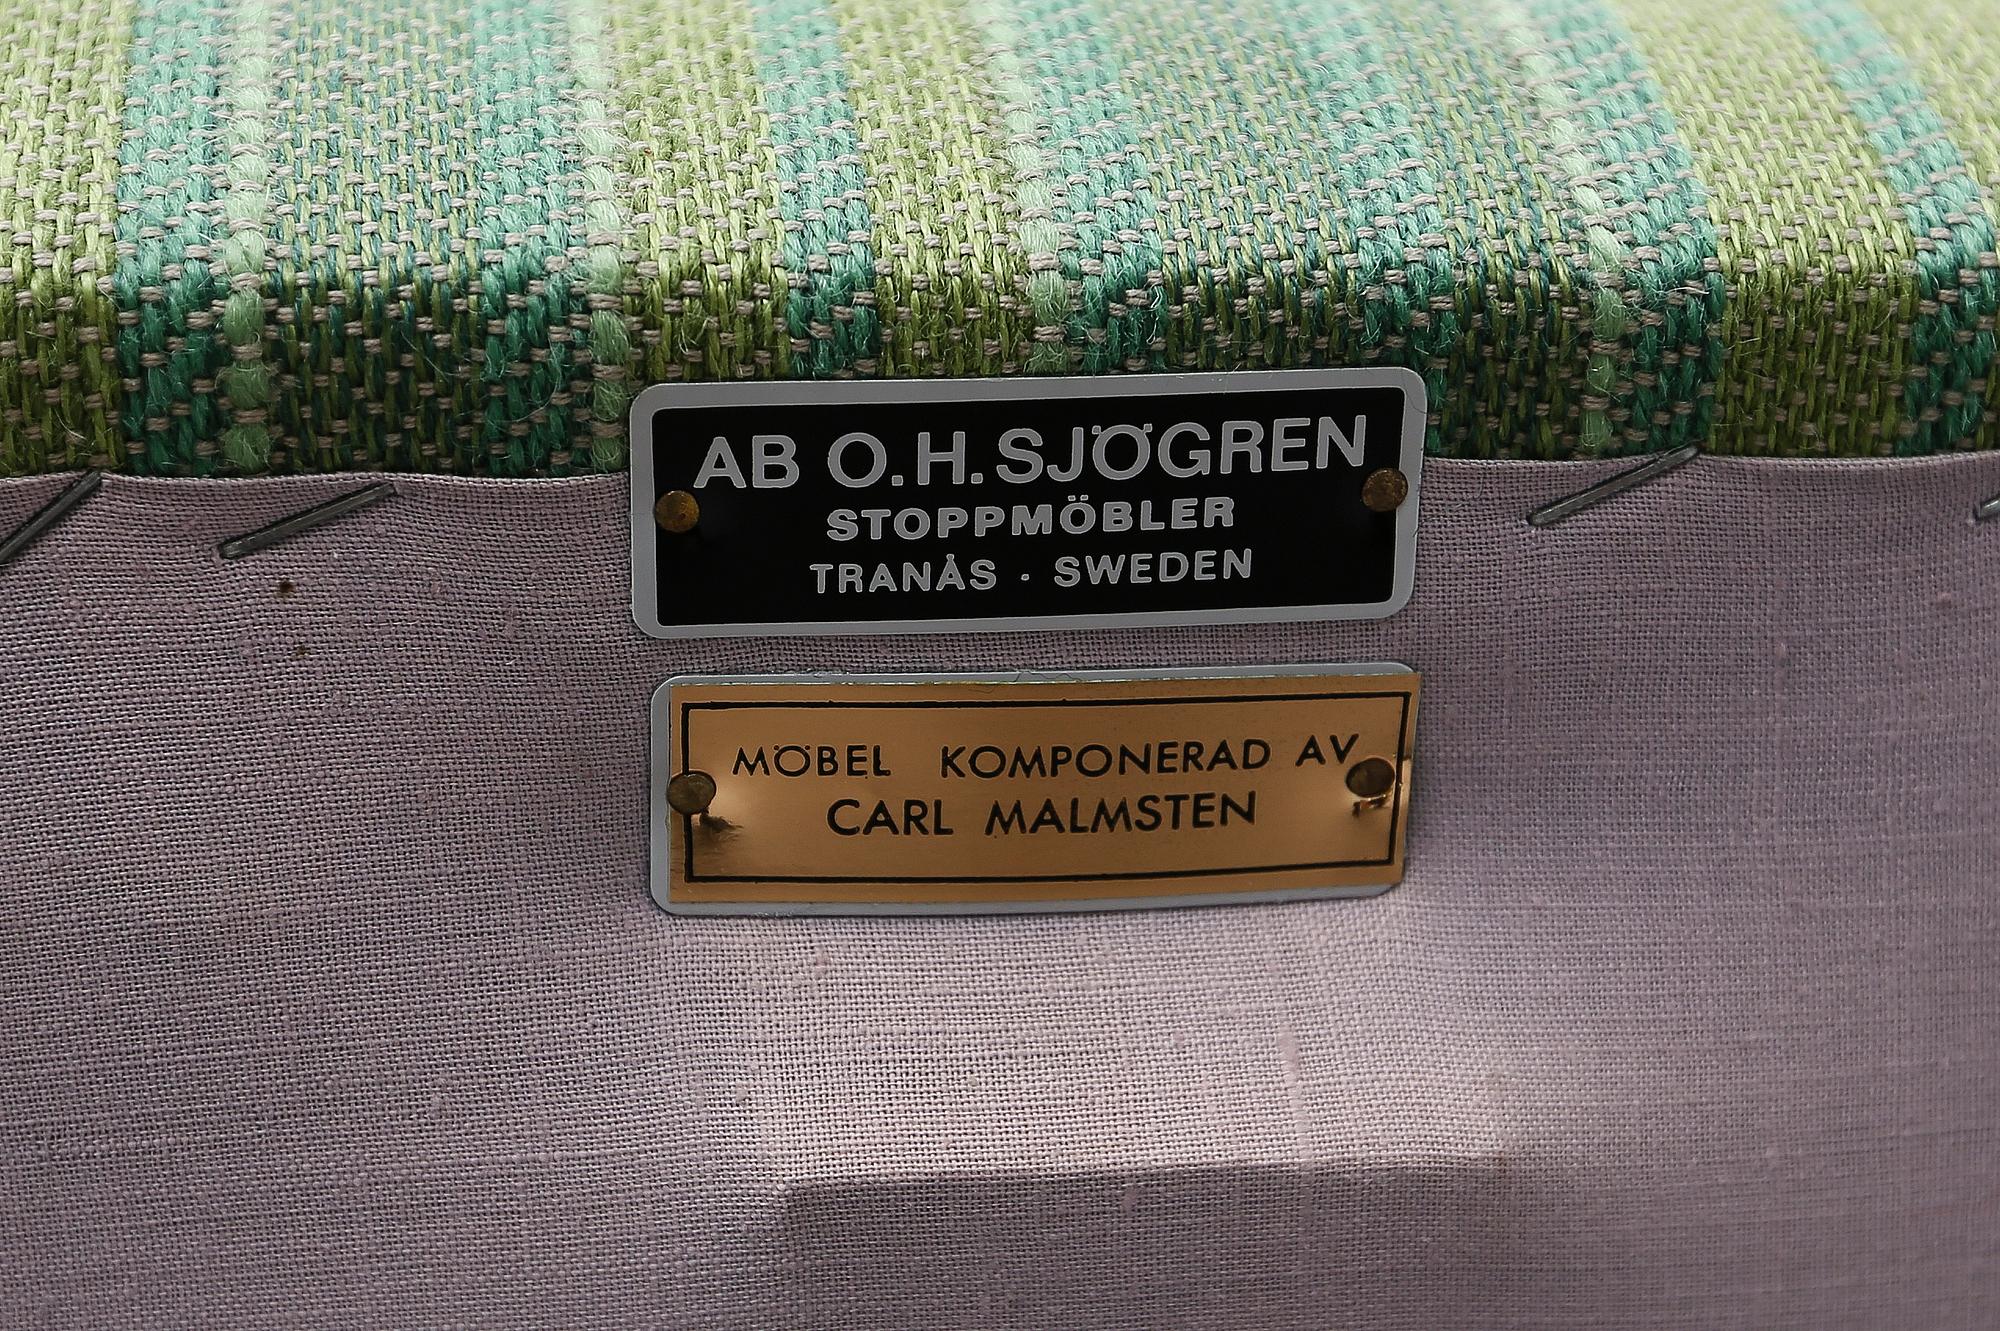 AB O.H. SJÖGREN
STOPPMÖBLER
TRANÅS · SWEDEN
MÖBEL KOMPONERAD AV
CARL MALMSTEN